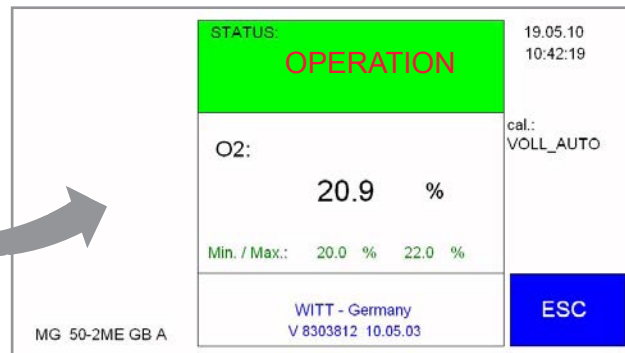 STATUS:
OPERATION
19.05.10
10:42:19
cal.:
VOLL_AUTO
O2:
20.9 %
Min. / Max.: 20.0 % 22.0 %
WITT - Germany
V 8303812 10.05.03
ESC
MG 50-2ME GB A